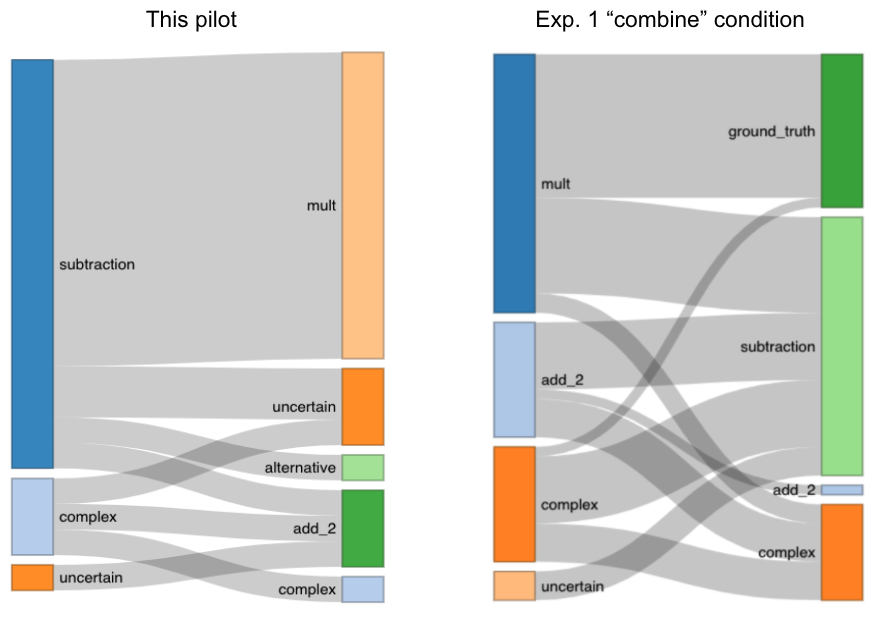 This pilot
subtraction
complex
uncertain
mult
uncertain
alternative
add_2
complex
Exp. 1 “combine” condition
mult
add_2
complex
uncertain
ground_truth
subtraction
add_2
complex